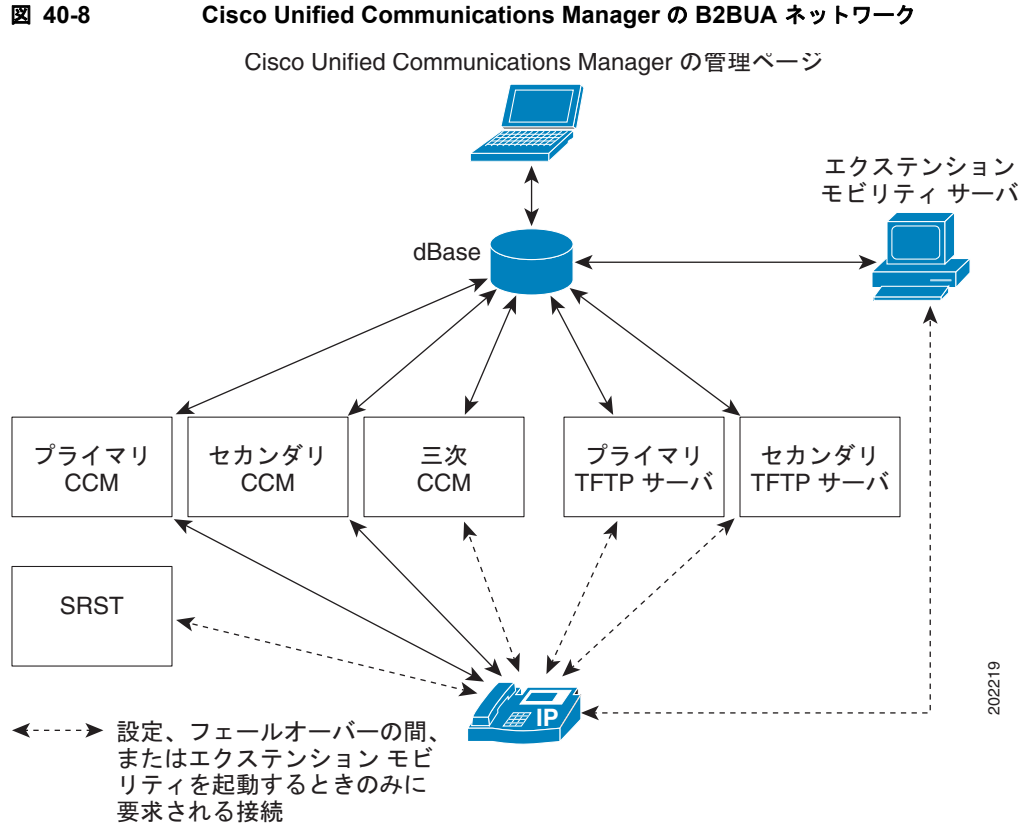 図 40-8 Cisco Unified Communications Manager の B2BUA ネットワーク
Cisco Unified Communications Manager の管理ページ
エクステンション
モビリティ サーバ
dBase
プライマリ
CCM
セカンダリ
CCM
三次
CCM
プライマリ
TFTP サーバ
セカンダリ
TFTP サーバ
SRST
IP
202219
設定、フェールオーバーの間、
またはエクステンション モビ
リティを起動するときのみに
要求される接続